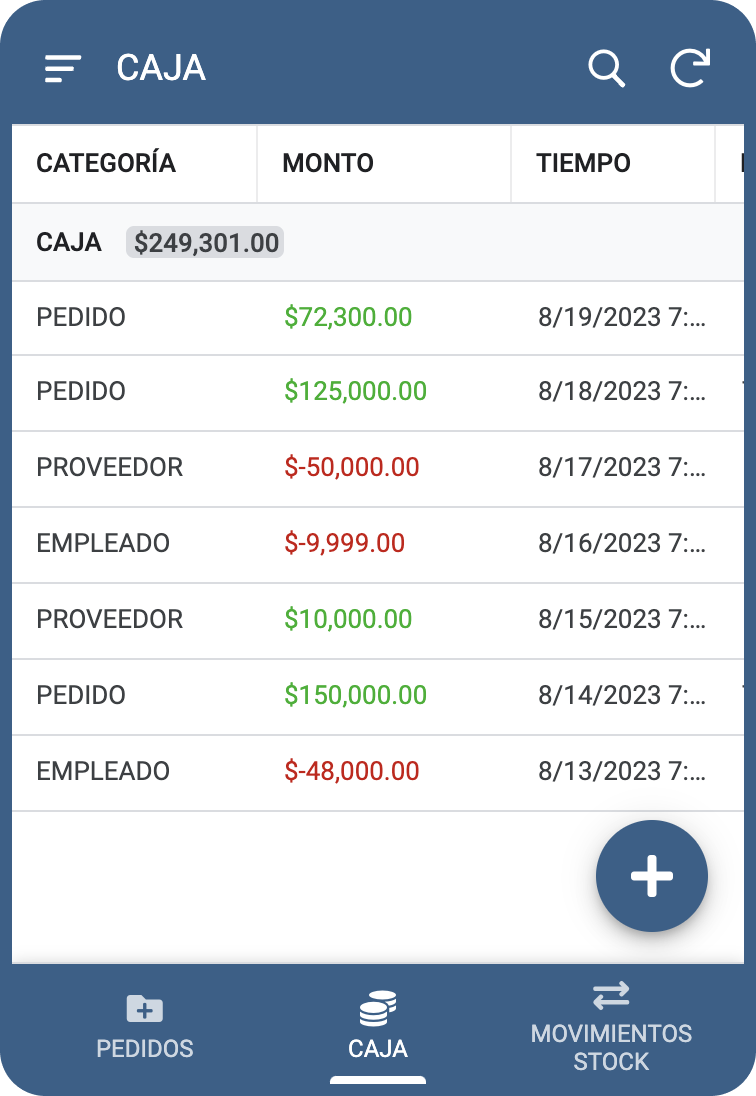 CAJA
CATEGORÍA MONTO TIEMPO
CAJA $249,301.00
PEDIDO $72,300.00 8/19/2023 7:...
PEDIDO $125,000.00 8/18/2023 7:...
PROVEEDOR $-50,000.00 8/17/2023 7:...
EMPLEADO $-9,999.00 8/16/2023 7:...
PROVEEDOR $10,000.00 8/15/2023 7:...
PEDIDO $150,000.00 8/14/2023 7:...
EMPLEADO $-48,000.00 8/13/2023 7:...
PEDIDOS
CAJA
MOVIMIENTOS
STOCK